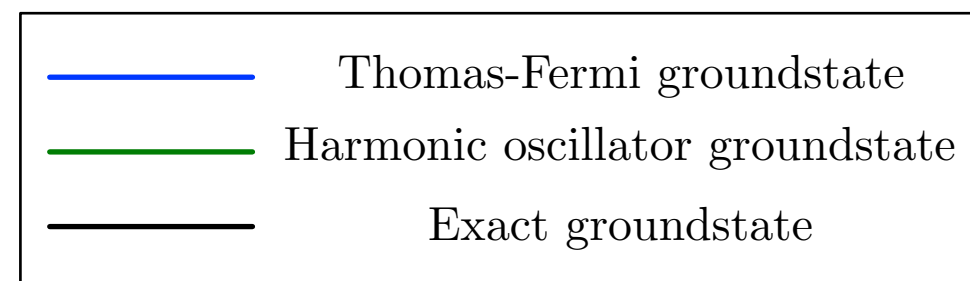 Thomas-Fermi groundstate
Harmonic oscillator groundstate
Exact groundstate